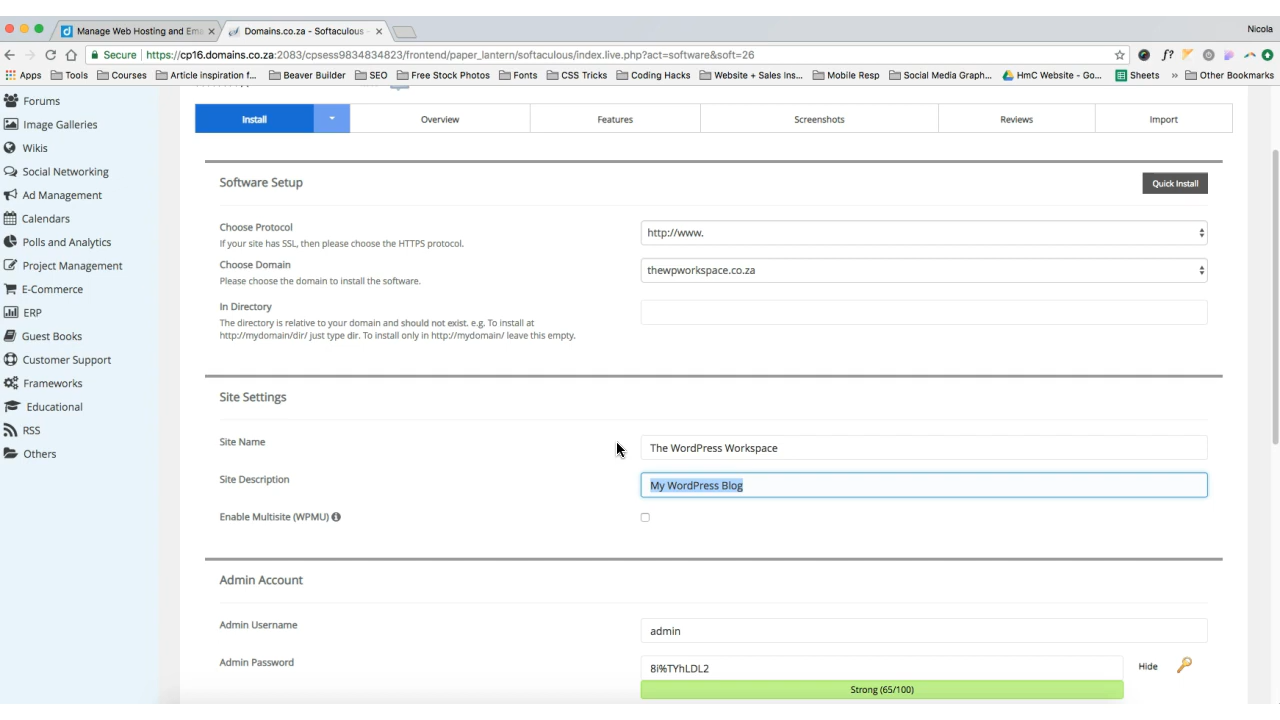 Manage Web Hosting and Ema
Domains.co.za - Softaculous
Nicola
Secure https://cp16.domains.co.za:2083/cpsess9834834823/frontend/paper_lantern/softaculous/index.live.php?act=software&soft=26
f?
Apps Tools Courses Article inspiration f... Beaver Builder SEO Free Stock Photos Fonts CSS Tricks Coding Hacks Website + Sales Ins... Mobile Resp Social Media Graph... HmC Website - Go... Sheets » Other Bookmarks
Forums
Image Galleries
Wikis
Social Networking
Ad Management
Calendars
Polls and Analytics
Project Management
E-Commerce
ERP
Guest Books
Customer Support
Frameworks
Educational
RSS
Others
Install Overview Features Screenshots Reviews Import
Software Setup
Quick Install
Choose Protocol
If your site has SSL, then please choose the HTTPS protocol.
http://www.
Choose Domain
Please choose the domain to install the software.
thewpworkspace.co.za
In Directory
The directory is relative to your domain and should not exist. e.g. To install at
http://mydomain/dir/ just type dir. To install only in http://mydomain/ leave this empty.
Site Settings
Site Name
The WordPress Workspace
Site Description
My WordPress Blog
Enable Multisite (WPMU)
Admin Account
Admin Username
admin
Admin Password
8i%TYhLDL2
Hide
Strong (65/100)